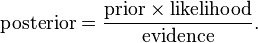 posterior = prior × likelihood / evidence.